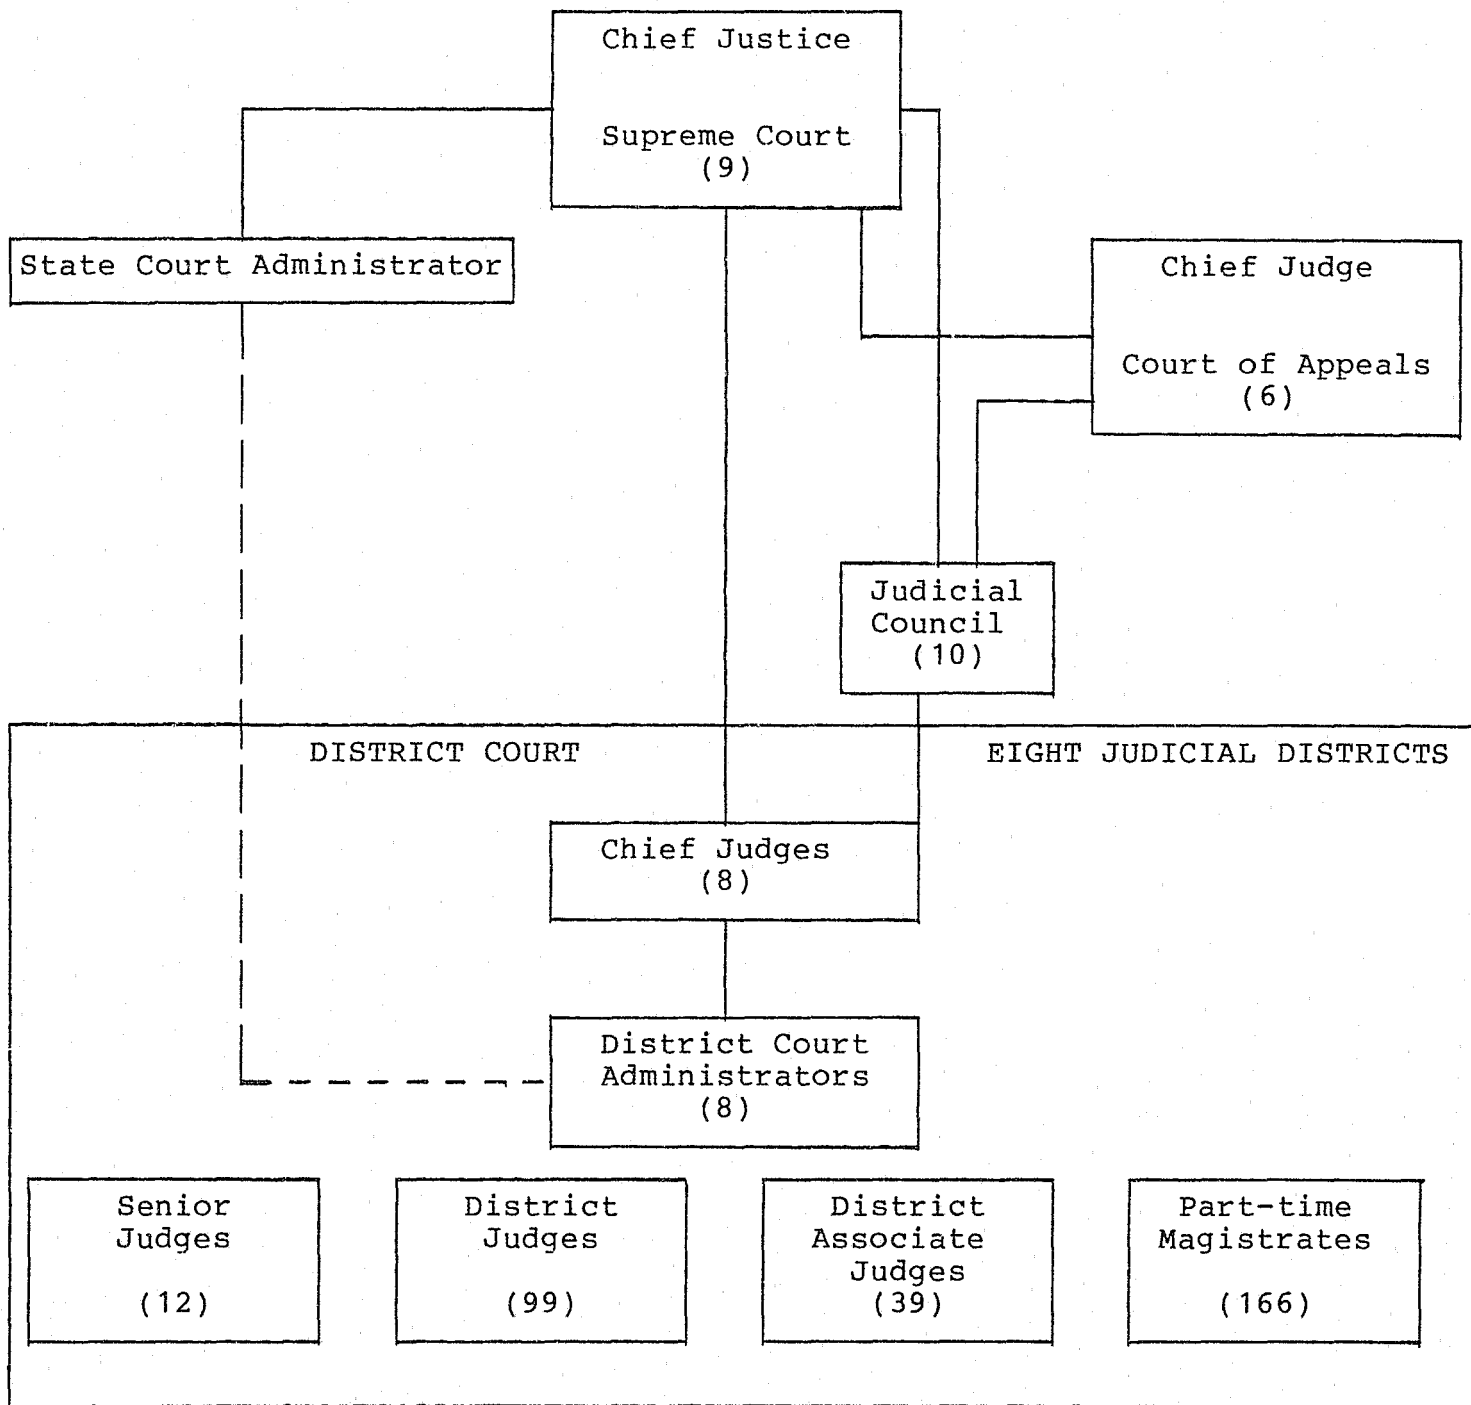 Chief Justice
Supreme Court
(9)
State Court Administrator
Chief Judge
Court of Appeals
(6)
Judicial
Council
(10)
DISTRICT COURT
EIGHT JUDICIAL DISTRICTS
Chief Judges
(8)
District Court
Administrators
(8)
Senior
Judges
(12)
District
Judges
(99)
District
Associate
Judges
(39)
Part-time
Magistrates
(166)